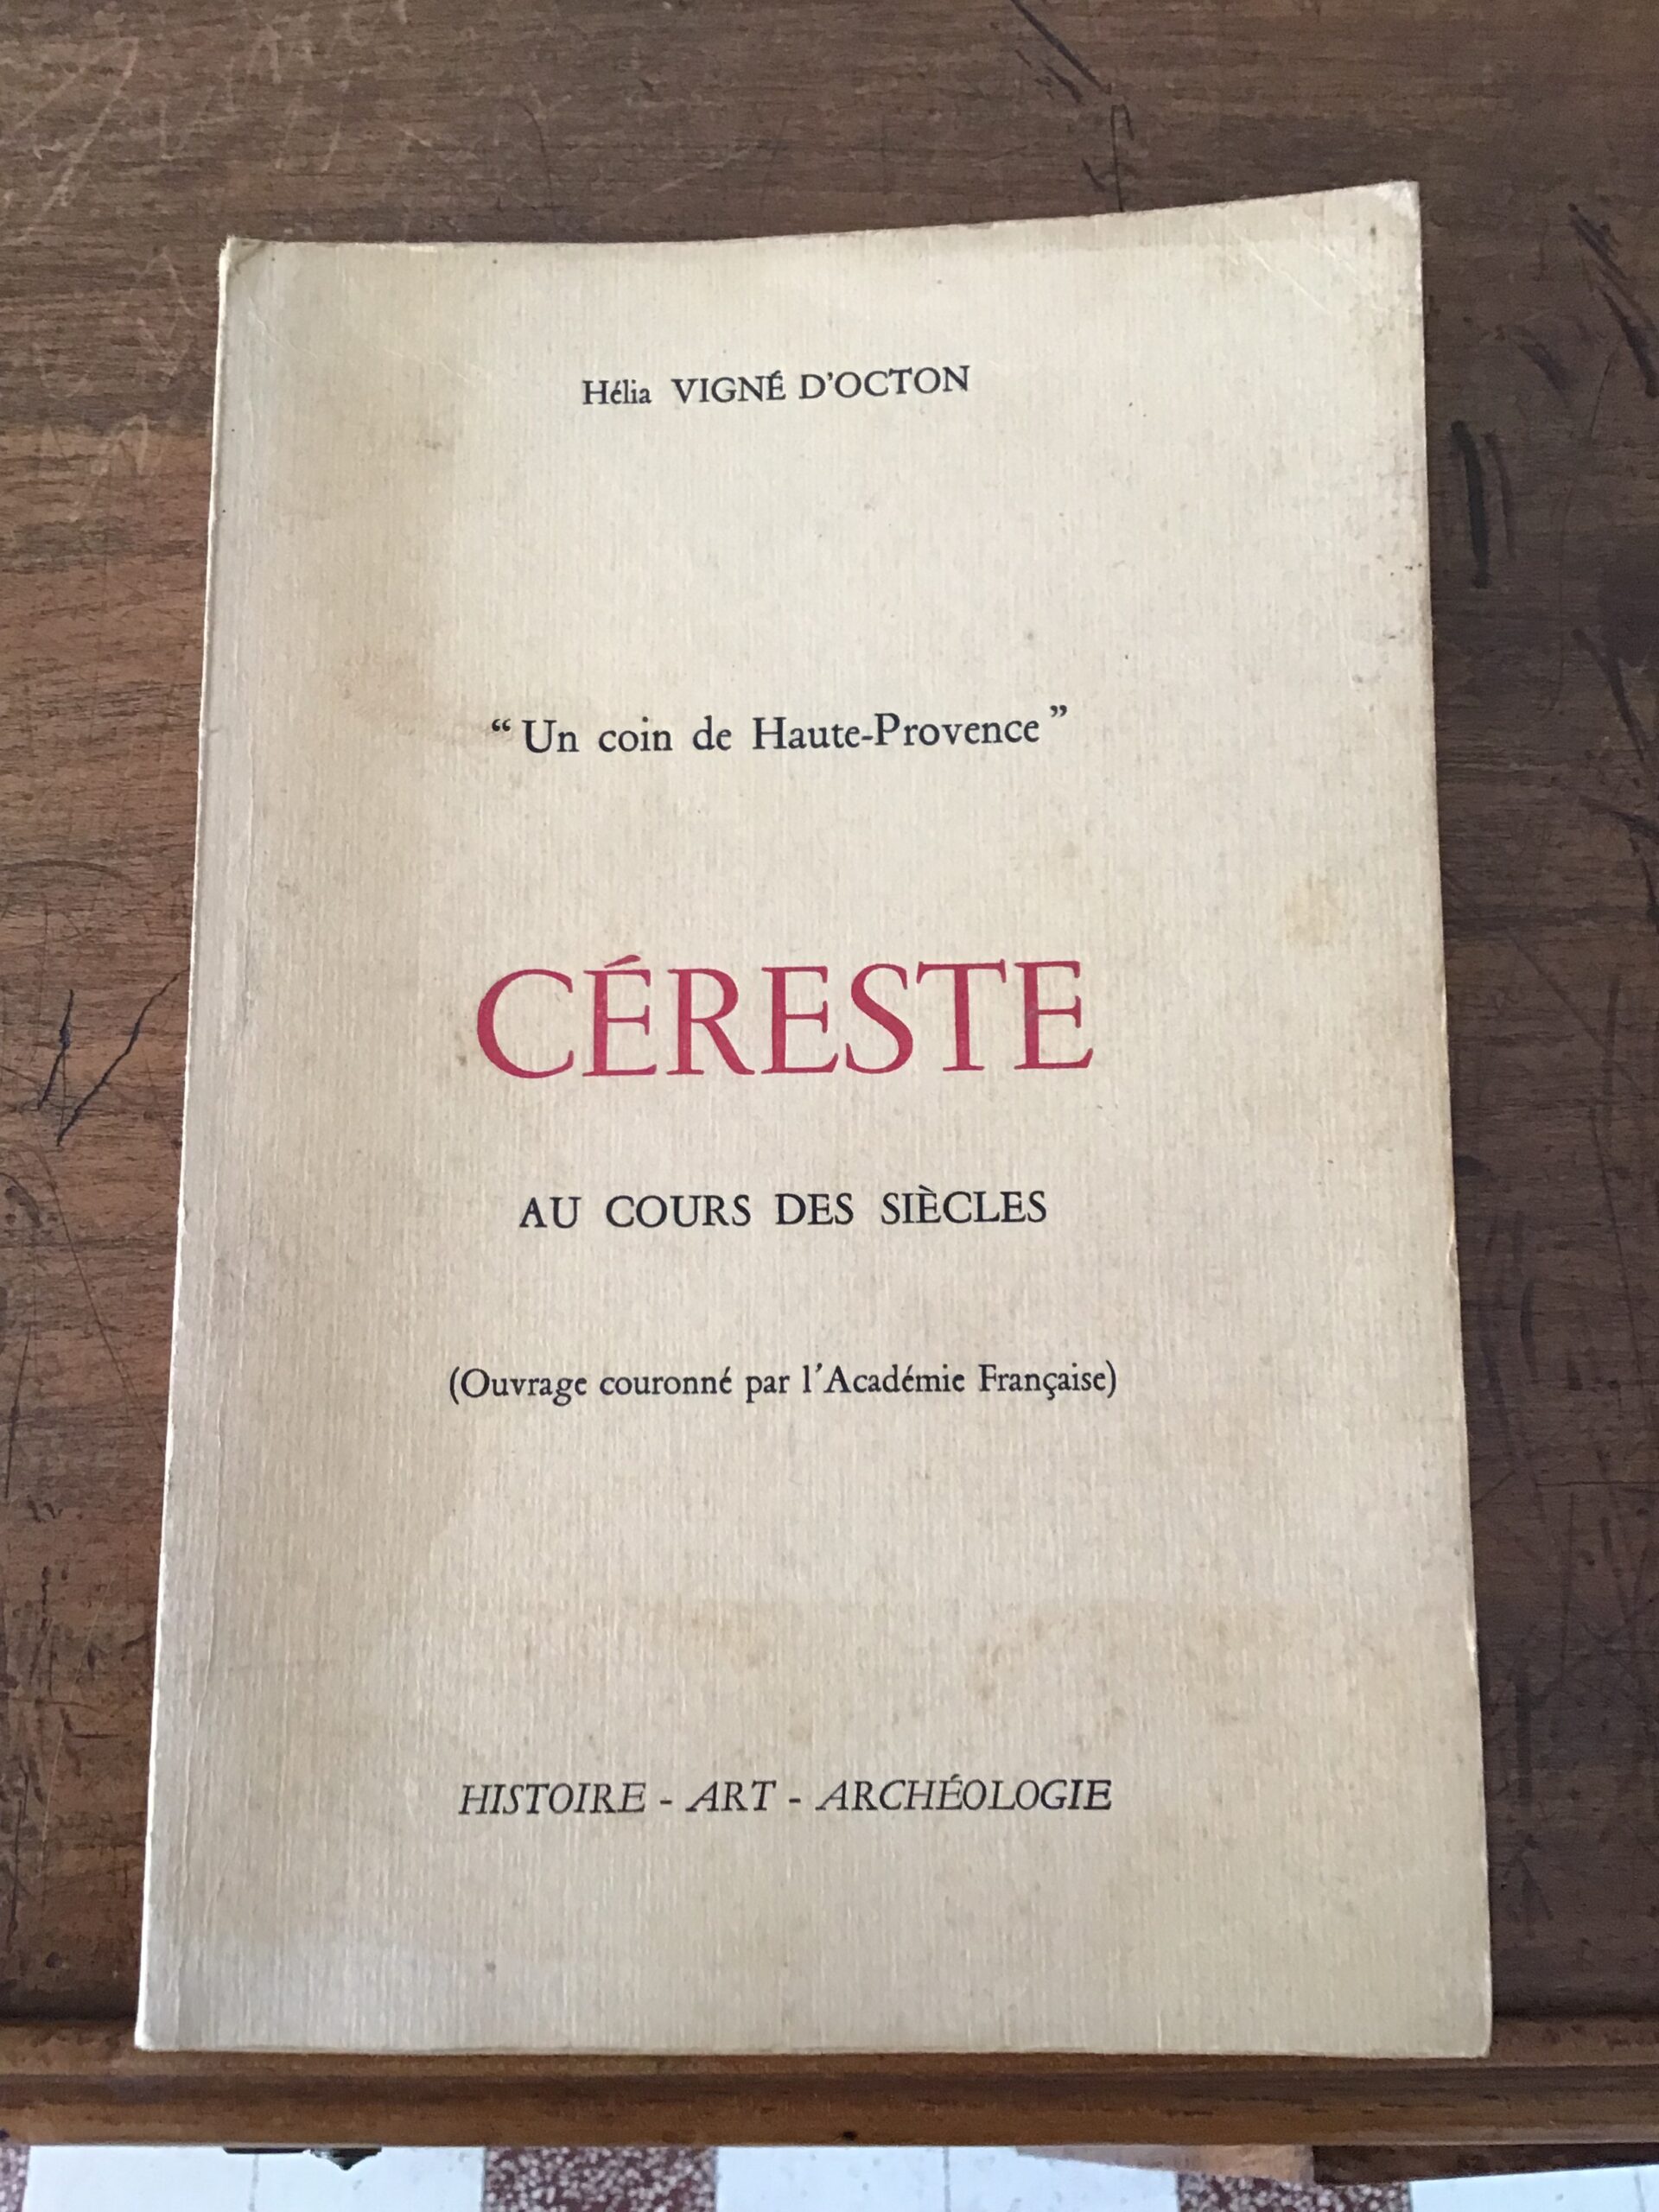 Hélia VIGNÉ D'OCTON
“ Un coin de Haute-Provence ”
CÉRESTE
AU COURS DES SIÈCLES
(Ouvrage couronné par l'Académie Française)
HISTOIRE - ART - ARCHÉOLOGIE